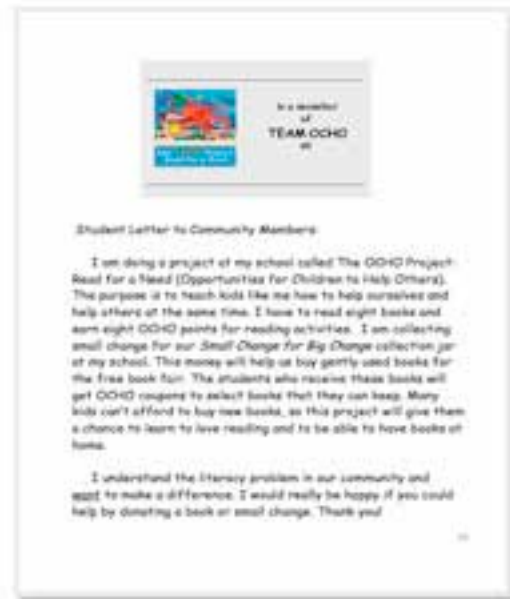 is a member
of
TEAM OCHO
at
Read for a Need
Student Letter to Community Members
I am doing a project at my school called The OCHO Project:
Read for a Need (Opportunities for Children to Help Others).
The purpose is to teach kids like me how to help ourselves and
help others at the same time. I have to read eight books and
earn eight OCHO points for reading activities. I am collecting
small change for our Small Change for Big Change collection jar
at my school. This money will help us buy gently used books for
the free book fair. The students who receive these books will
get OCHO coupons to select books that they can keep. Many
kids can't afford to buy new books, so this project will give them
a chance to learn to love reading and to be able to have books at
home.
I understand the literacy problem in our community and
want to make a difference. I would really be happy if you could
help by donating a book or small change. Thank you!